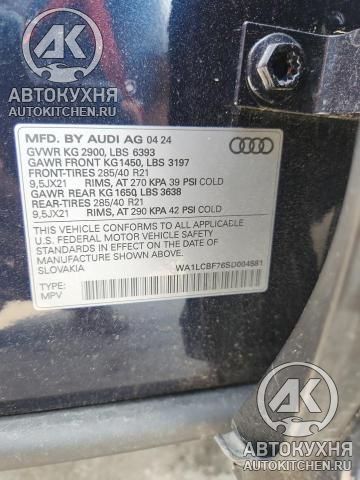 АВТОКУХНЯ
AVTOKITCHEN.RU
MFD. BY AUDI AG 04 24
GVWR KG 2900, LBS 6393
GAWR FRONT KG1450, LBS 3197
FRONT-TIRES 285/40 R21
9,5JX21 RIMS, AT 270 KPA 39 PSI COLD
GAWR REAR KG 1650, LBS 3638
REAR-TIRES 285/40 R21
9,5JX21 RIMS, AT 290 KPA 42 PSI COLD
THIS VEHICLE CONFORMS TO ALL APPLICABLE
U.S. FEDERAL MOTOR VEHICLE SAFETY
STANDARDS IN EFFECT ON THE DATE OF
MANUFACTURE SHOWN ABOVE.
SLOVAKIA WA1LCBF76SD004581
TYPE:
MPV
АК
АВТОКУХНЯ
AVTOKITCHEN.RU